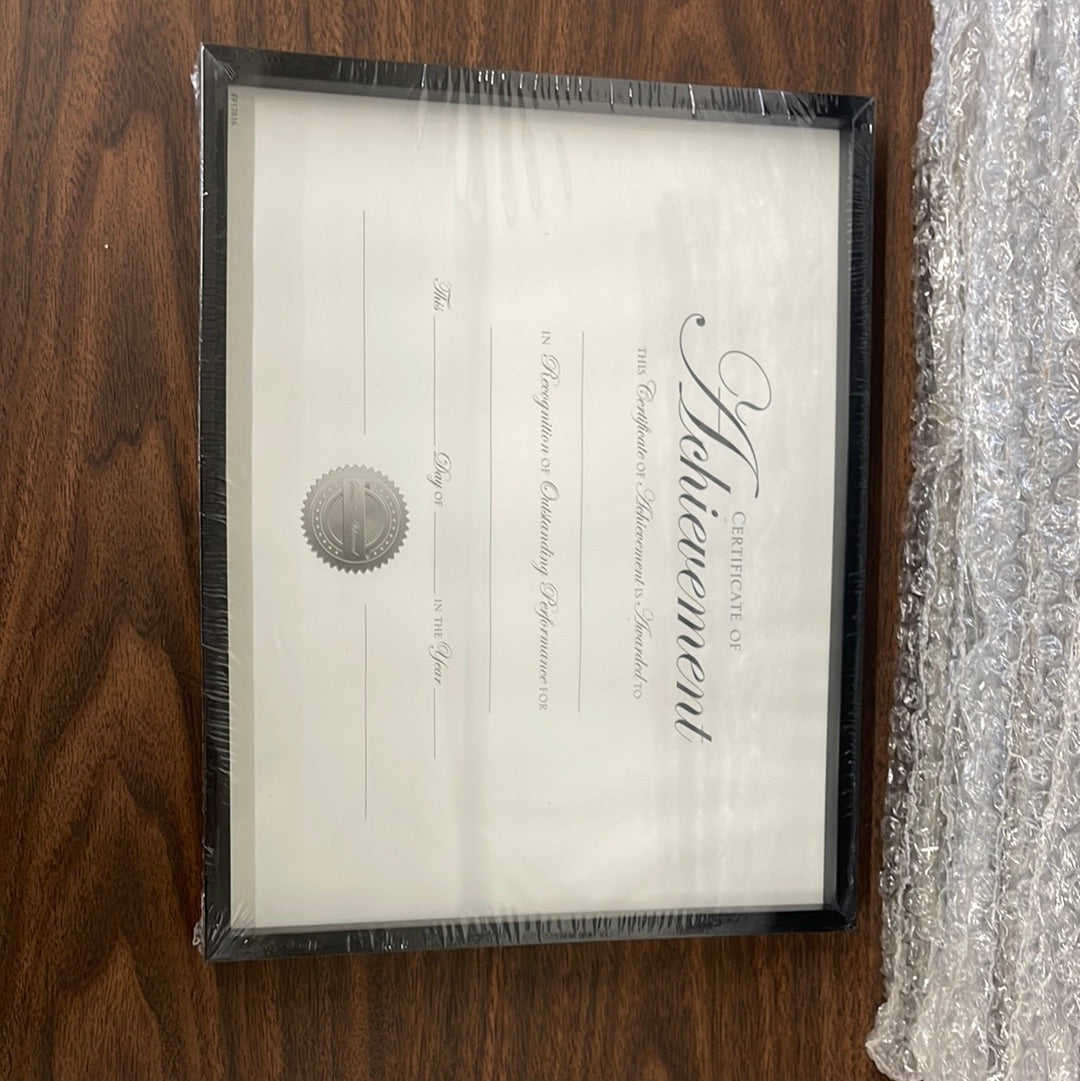 CERTIFICATE OF
Achievement
THIS Certificate OF Achievement IS Awarded TO
IN Recognition OF Outstanding Performance FOR
This Day OF IN THE Year